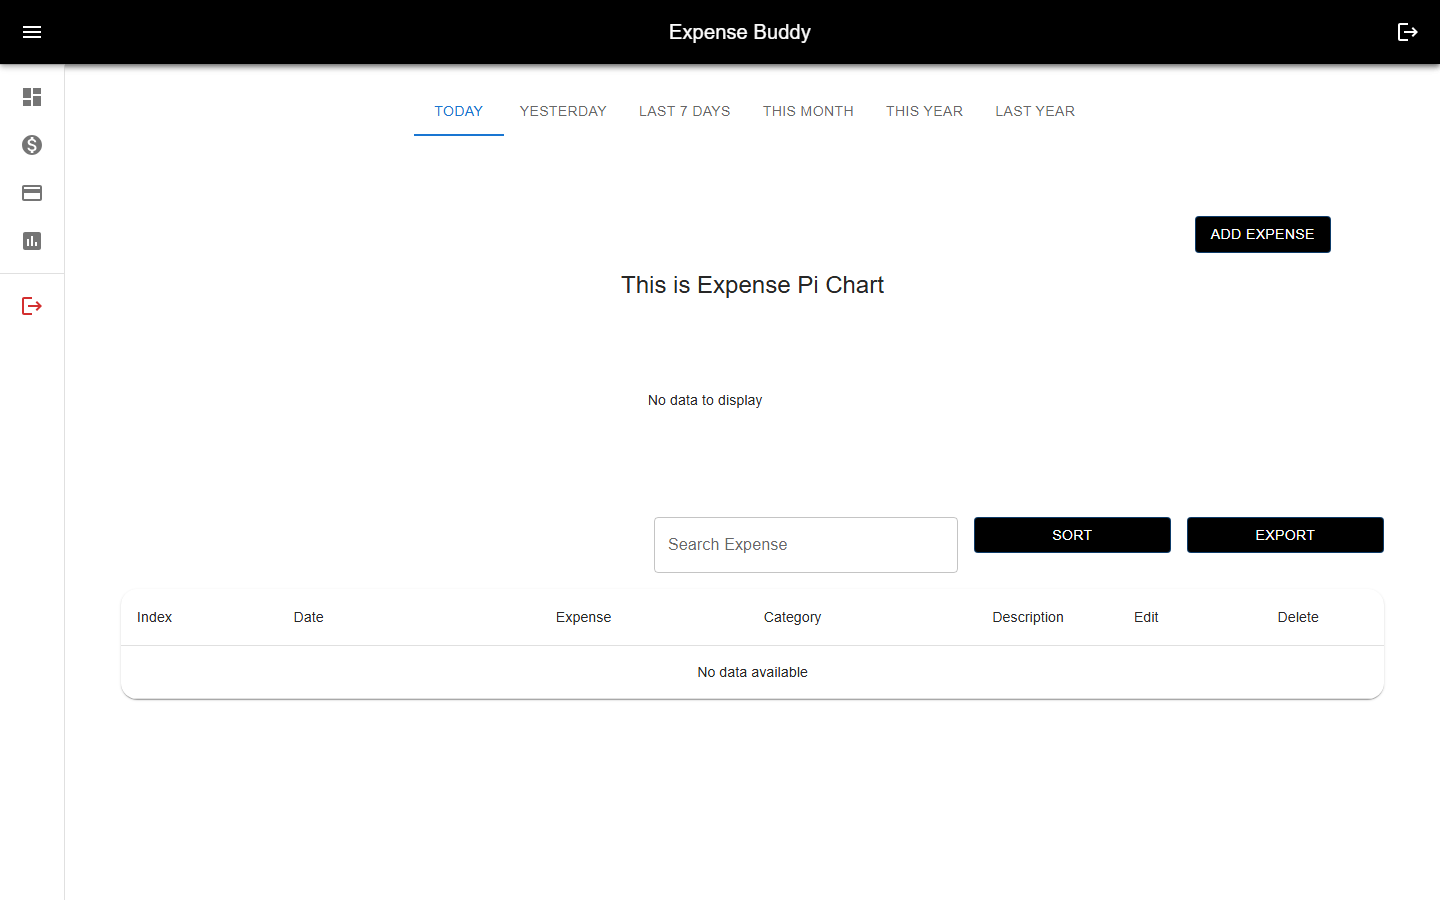 Expense Buddy
TODAY YESTERDAY LAST 7 DAYS THIS MONTH THIS YEAR LAST YEAR
ADD EXPENSE
This is Expense Pi Chart
No data to display
Search Expense SORT EXPORT
Index Date Expense Category Description Edit Delete
No data available